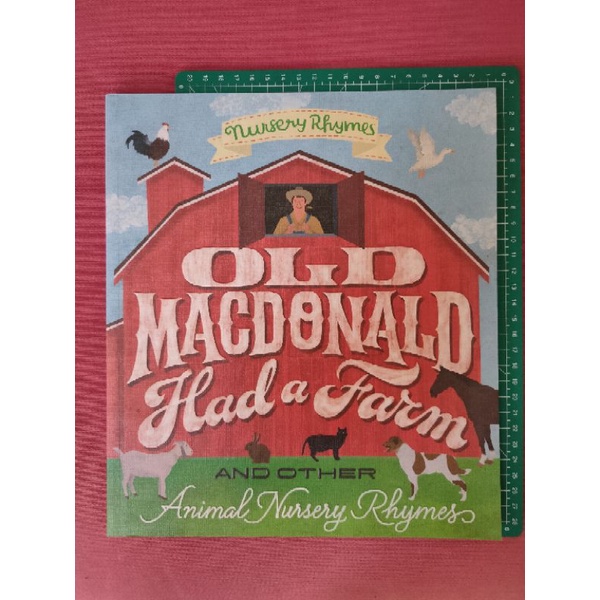 Nursery Rhymes
OLD
MACDONALD
Had a Farm
AND OTHER
Animal Nursery Rhymes